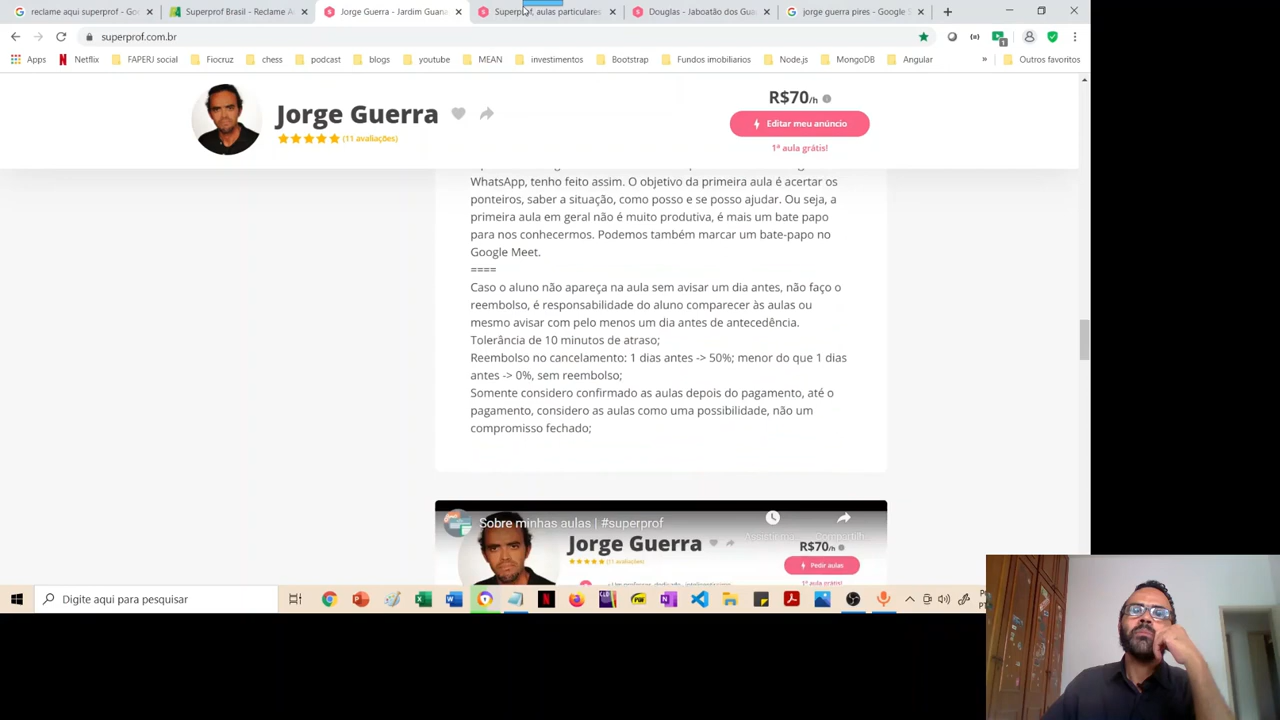 reclame aqui superprof - Go
Superprof Brasil - Reclame A
Jorge Guerra - Jardim Guana
Superprof, aulas particulares
Douglas - Jaboatão dos Gua
jorge guerra pires - Google S
superprof.com.br
Apps
Netflix
FAPERJ social
Fiocruz
chess
podcast
blogs
youtube
MEAN
investimentos
Bootstrap
Fundos imobiliarios
Node.js
MongoDB
Angular
»
Outros favoritos
Jorge Guerra
(11 avaliações)
R$70/h
Editar meu anúncio
1ª aula grátis!
WhatsApp, tenho feito assim. O objetivo da primeira aula é acertar os
ponteiros, saber a situação, como posso e se posso ajudar. Ou seja, a
primeira aula em geral não é muito produtiva, é mais um bate papo
para nos conhecermos. Podemos também marcar um bate-papo no
Google Meet.
====
Caso o aluno não apareça na aula sem avisar um dia antes, não faço o
reembolso, é responsabilidade do aluno comparecer às aulas ou
mesmo avisar com pelo menos um dia antes de antecedência.
Tolerância de 10 minutos de atraso;
Reembolso no cancelamento: 1 dias antes -> 50%; menor do que 1 dias
antes -> 0%, sem reembolso;
Somente considero confirmado as aulas depois do pagamento, até o
pagamento, considero as aulas como uma possibilidade, não um
compromisso fechado;
Sobre minhas aulas | #superprof
Jorge Guerra
(11 avaliações)
R$70/h
Pedir aulas
1ª aula grátis!
Digite aqui para pesquisar